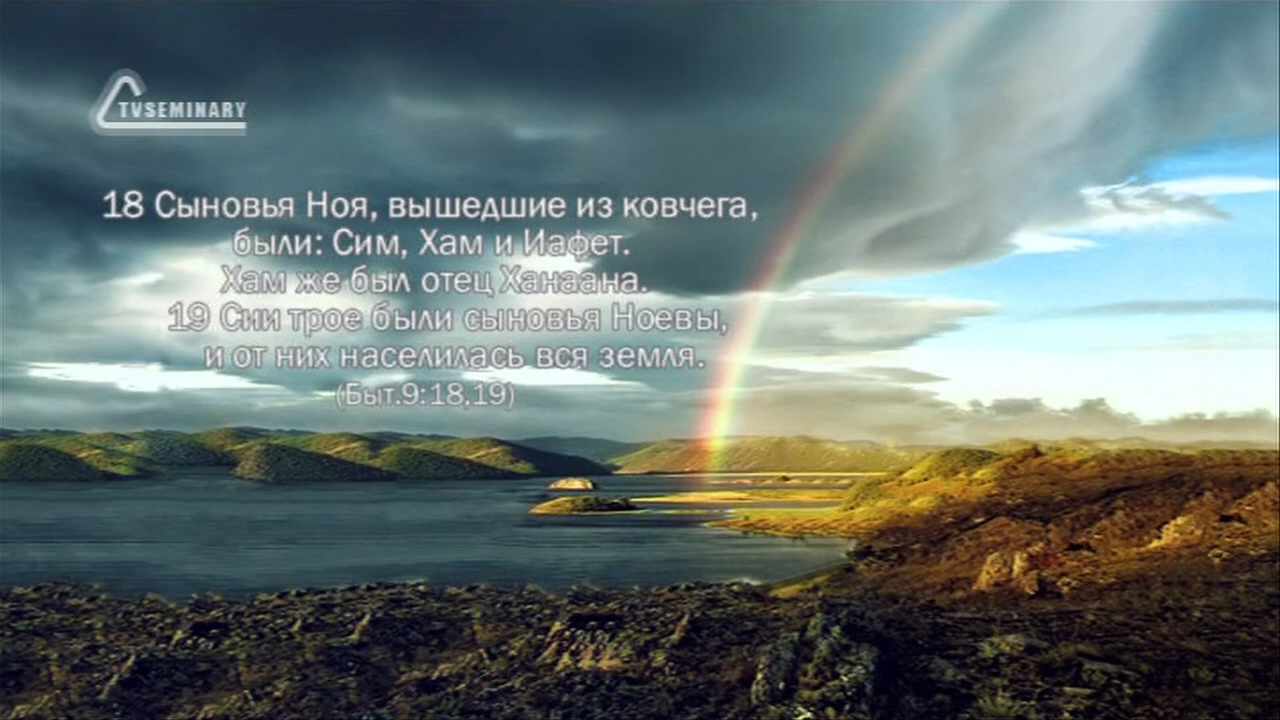 TVSEMINARY
18 Сыновья Ноя, вышедшие из ковчега,
были: Сим, Хам и Иафет.
Хам же был отец Ханаана.
19 Сии трое были сыновья Ноевы,
и от них населилась вся земля.
(Быт.9:18,19)